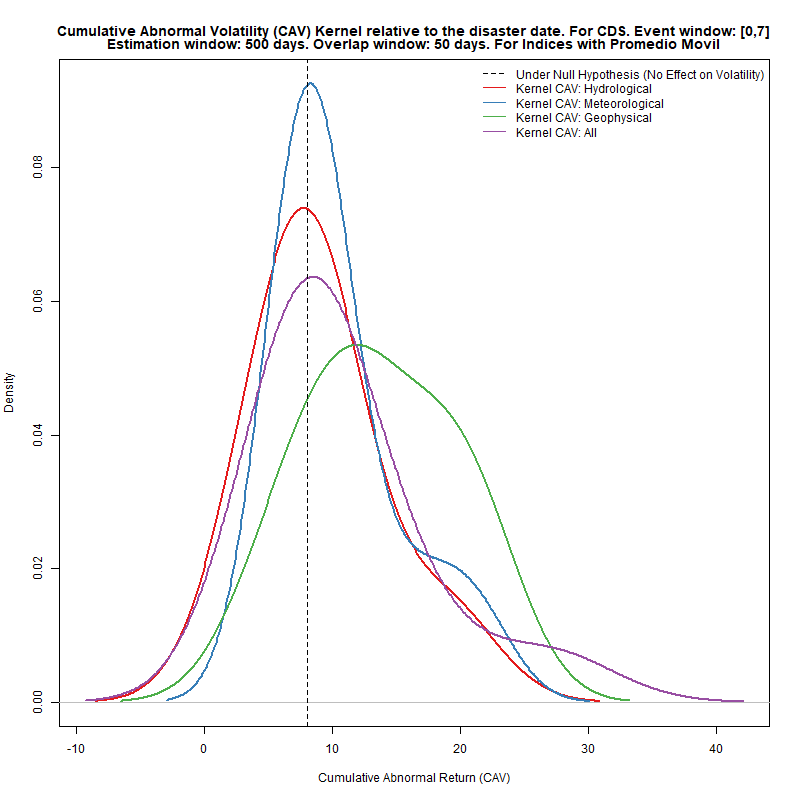 Cumulative Abnormal Volatility (CAV) Kernel relative to the disaster date. For CDS. Event window: [0,7]
Estimation window: 500 days. Overlap window: 50 days. For Indices with Promedio Movil
Under Null Hypothesis (No Effect on Volatility)
Kernel CAV: Hydrological
Kernel CAV: Meteorological
Kernel CAV: Geophysical
Kernel CAV: All
Density
0.08
0.06
0.04
0.02
0.00
-10 0 10 20 30 40
Cumulative Abnormal Return (CAV)